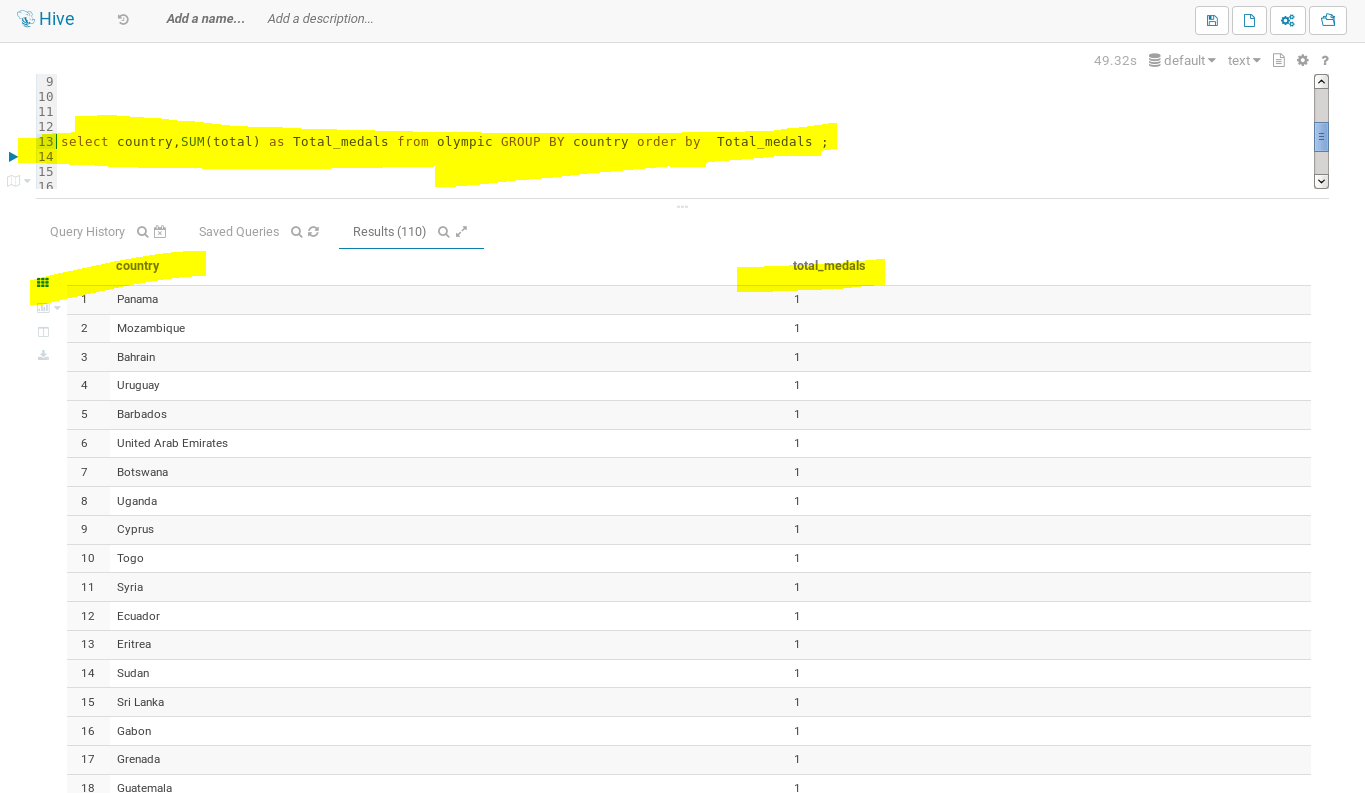 Hive Add a name... Add a description...
49.32s default text ?
9
10
11
12
13 select country,SUM(total) as Total_medals from olympic GROUP BY country order by Total_medals ;
14
15
16
Query History Saved Queries Results (110)
country total_medals
1 Panama 1
2 Mozambique 1
3 Bahrain 1
4 Uruguay 1
5 Barbados 1
6 United Arab Emirates 1
7 Botswana 1
8 Uganda 1
9 Cyprus 1
10 Togo 1
11 Syria 1
12 Ecuador 1
13 Eritrea 1
14 Sudan 1
15 Sri Lanka 1
16 Gabon 1
17 Grenada 1
18 Guatemala 1